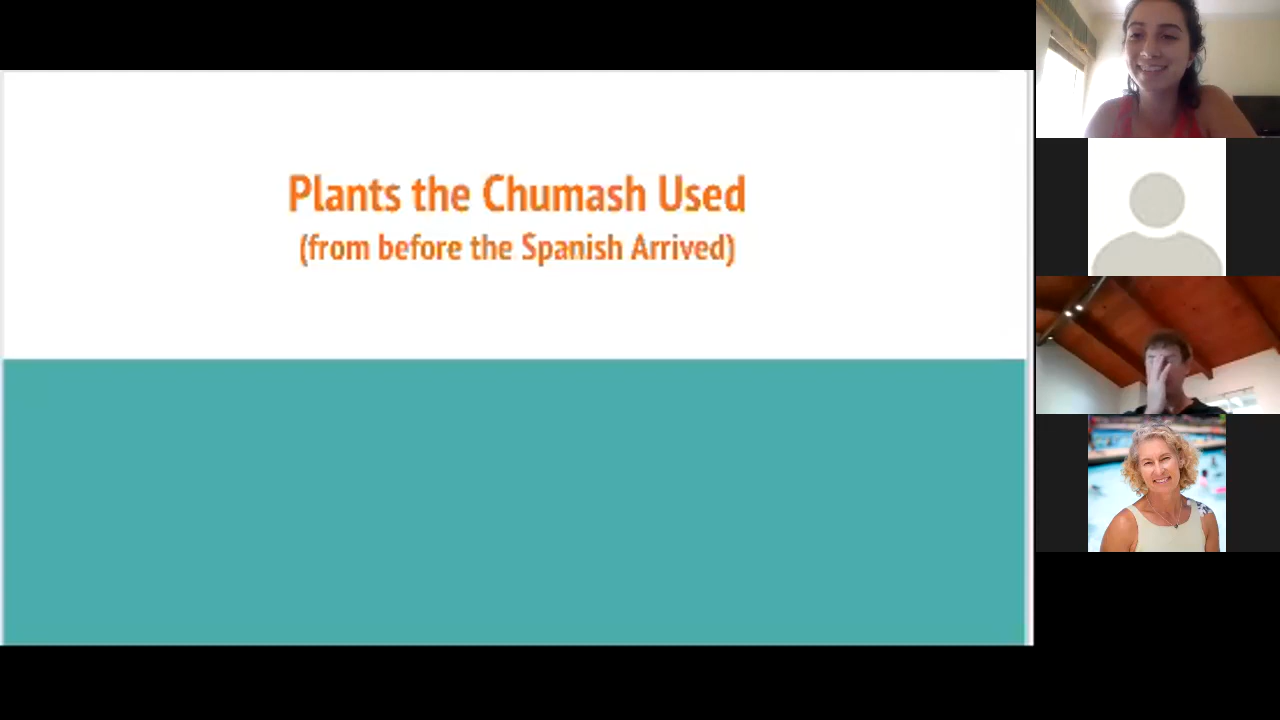 Plants the Chumash Used
(from before the Spanish Arrived)